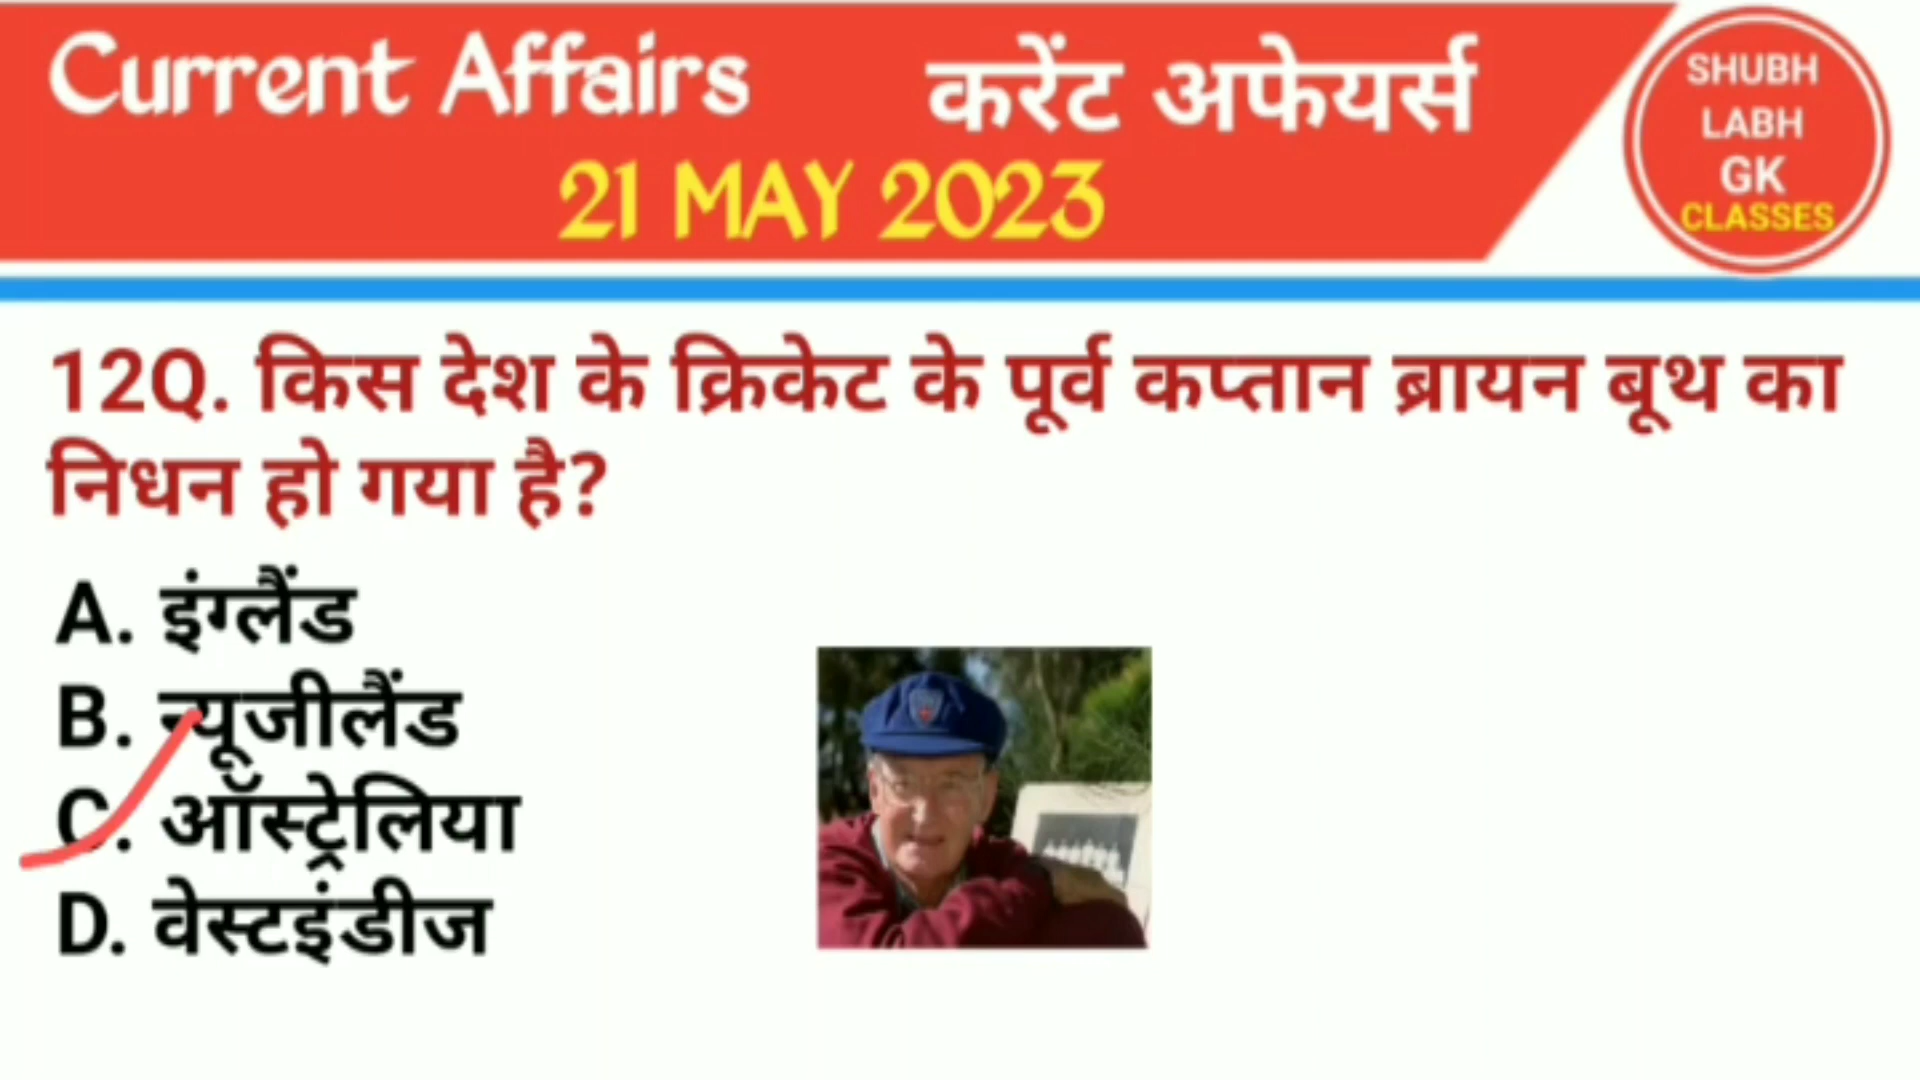 Current Affairs करेंट अफेयर्स
21 MAY 2023
SHUBH
LABH
GK
CLASSES
12Q. किस देश के क्रिकेट के पूर्व कप्तान ब्रायन बूथ का
निधन हो गया है?
A. इंग्लैंड
B. न्यूजीलैंड
C. ऑस्ट्रेलिया
D. वेस्टइंडीज